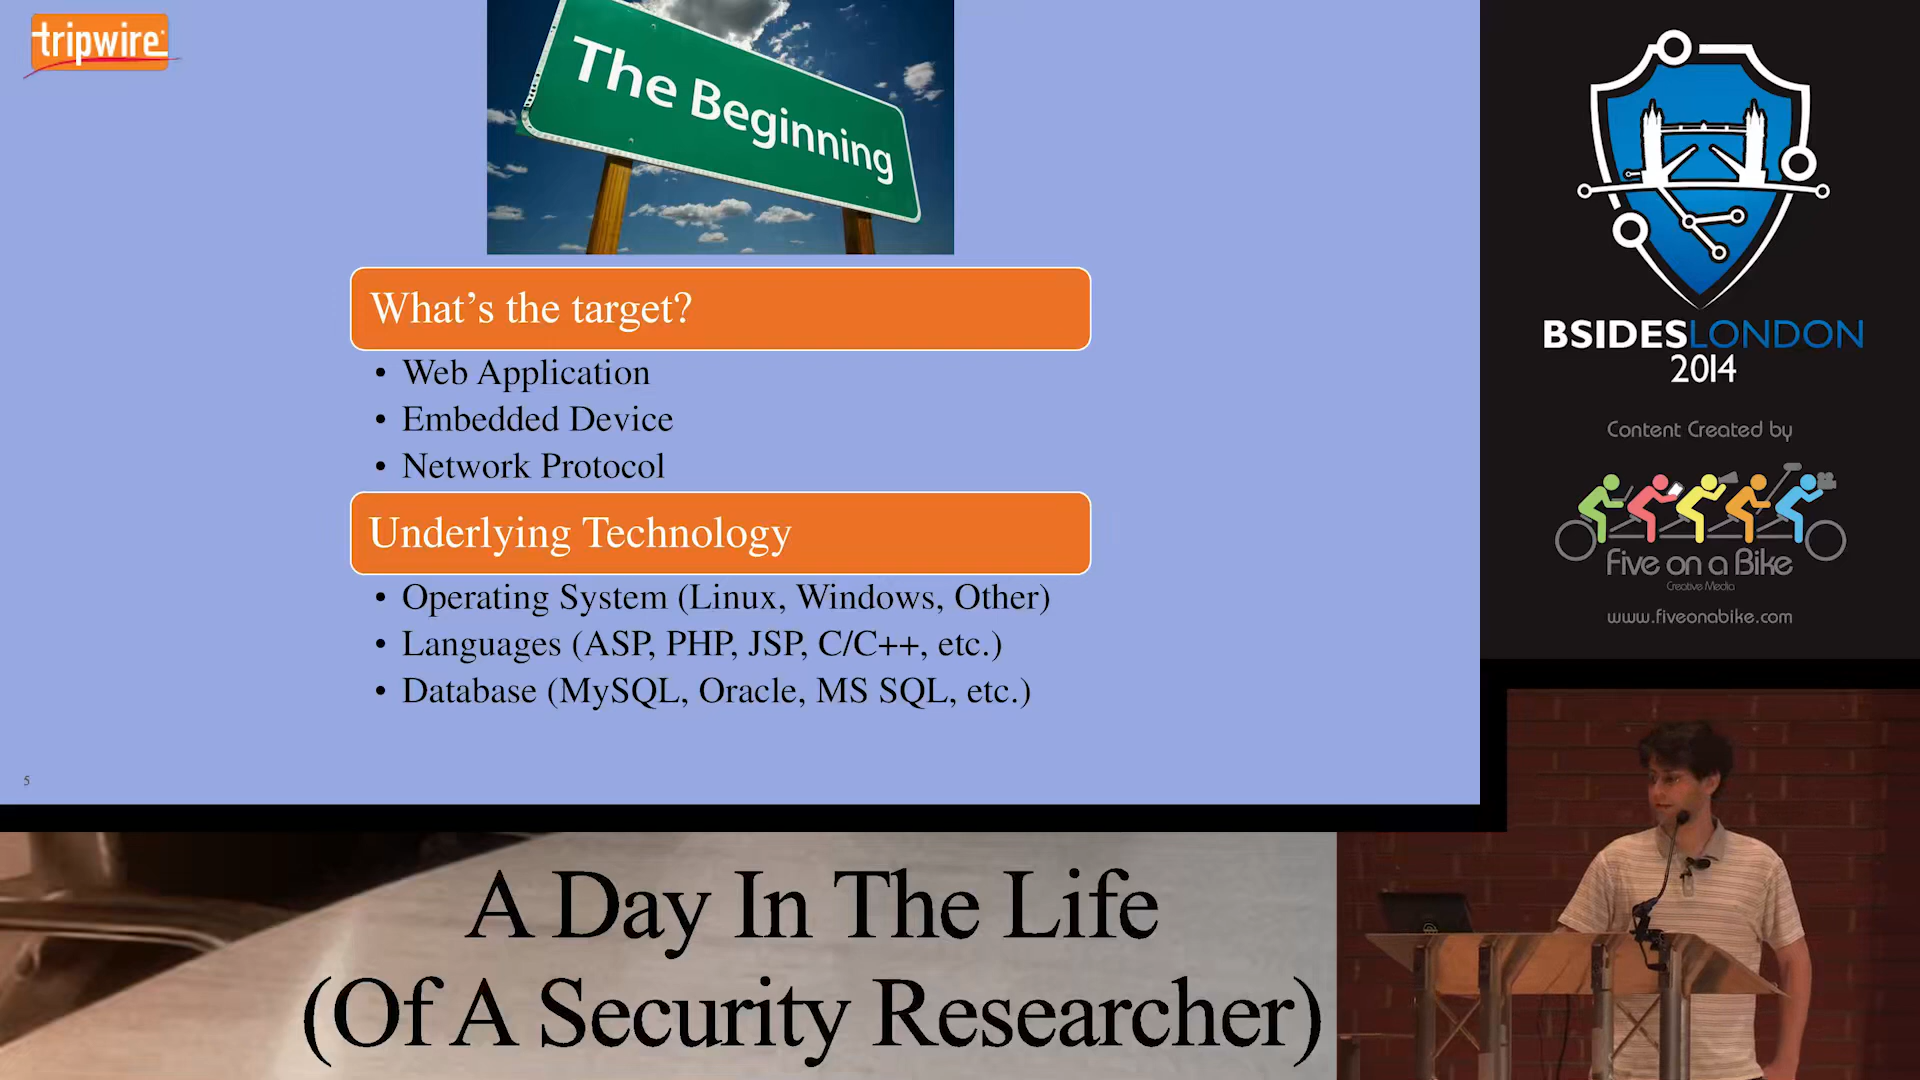 tripwire
The Beginning
What's the target?
• Web Application
• Embedded Device
• Network Protocol
Underlying Technology
• Operating System (Linux, Windows, Other)
• Languages (ASP, PHP, JSP, C/C++, etc.)
• Database (MySQL, Oracle, MS SQL, etc.)
5
BSIDESLONDON
2014
Content Created by
Five on a Bike
Creative Media
www.fiveonabike.com
A Day In The Life
(Of A Security Researcher)